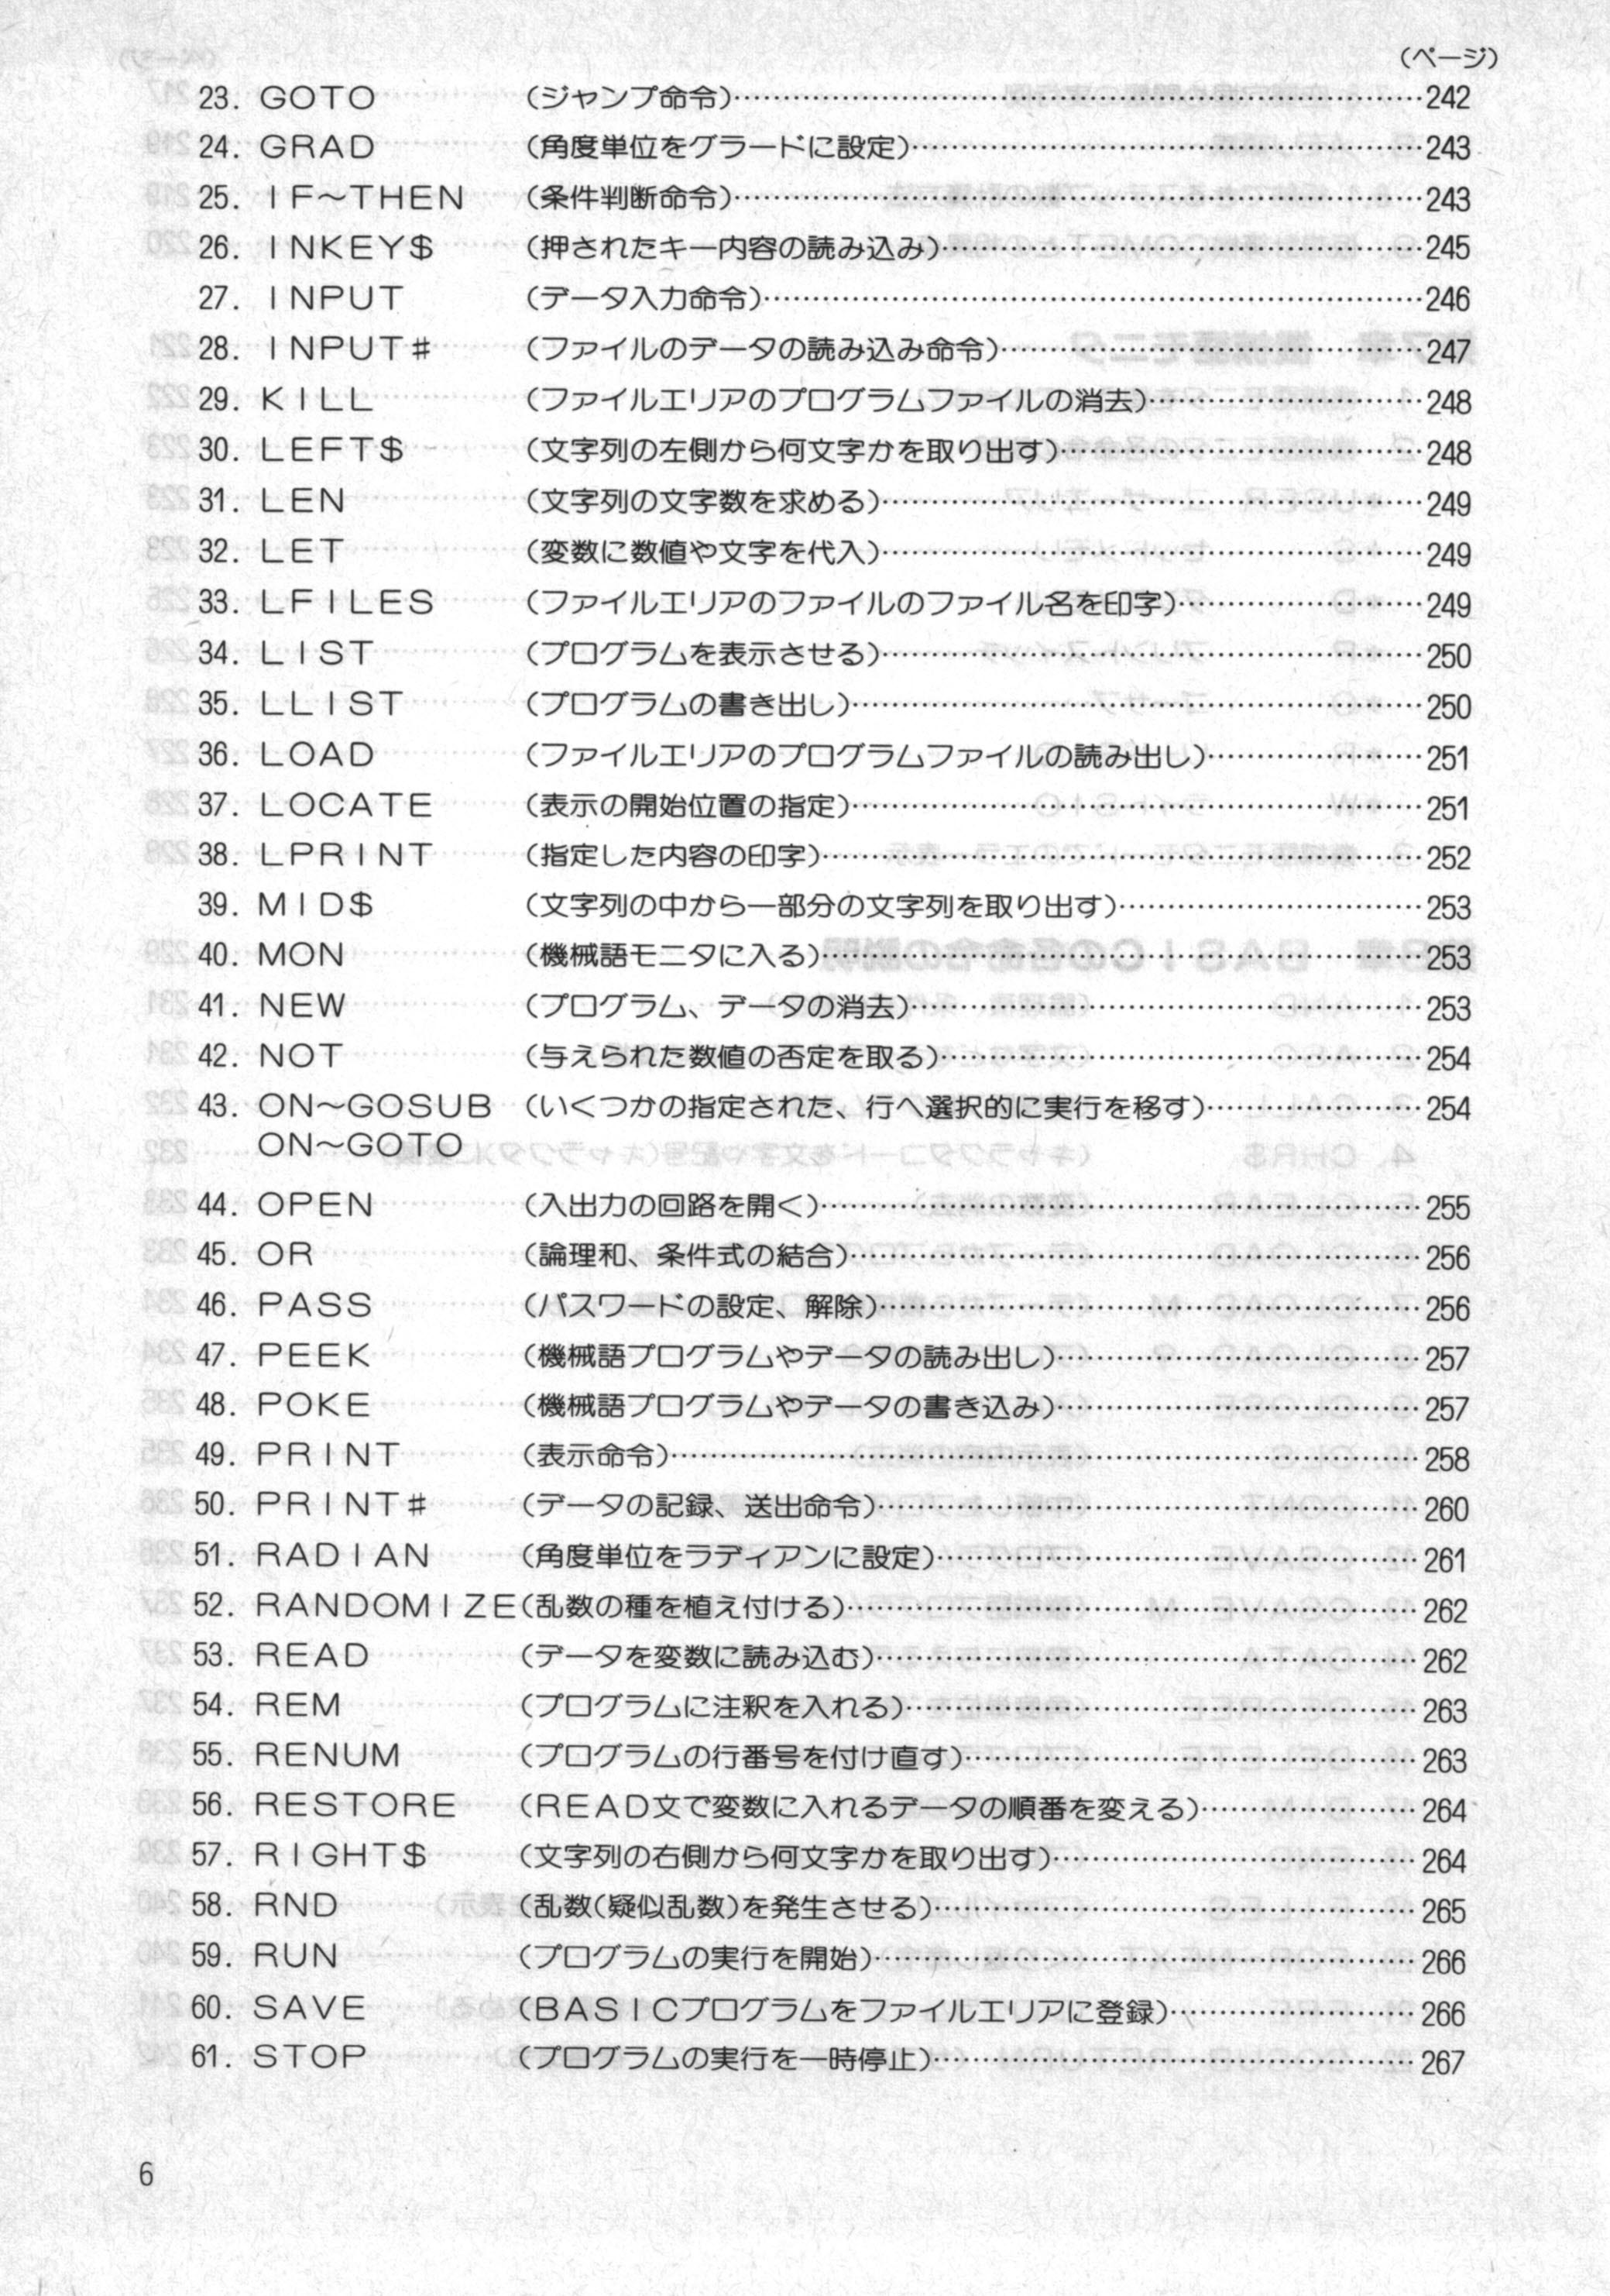 (ページ)
23. GOTO (ジャンプ命令)……………242
24. GRAD (角度単位をグラードに設定)……………243
25. IF〜THEN (条件判断命令)……………243
26. INKEY$ (押されたキー内容の読み込み)……………245
27. INPUT (データ入力命令)……………246
28. INPUT# (ファイルのデータの読み込み命令)……………247
29. KILL (ファイルエリアのプログラムファイルの消去)……………248
30. LEFT$ (文字列の左側から何文字かを取り出す)……………248
31. LEN (文字列の文字数を求める)……………249
32. LET (変数に数値や文字を代入)……………249
33. LFILES (ファイルエリアのファイルのファイル名を印字)……………249
34. LIST (プログラムを表示させる)……………250
35. LLIST (プログラムの書き出し)……………250
36. LOAD (ファイルエリアのプログラムファイルの読み出し)……………251
37. LOCATE (表示の開始位置の指定)……………251
38. LPRINT (指定した内容の印字)……………252
39. MID$ (文字列の中から一部分の文字列を取り出す)……………253
40. MON (機械語モニタに入る)……………253
41. NEW (プログラム、データの消去)……………253
42. NOT (与えられた数値の否定を取る)……………254
43. ON〜GOSUB (いくつかの指定された、行へ選択的に実行を移す)……………254
ON〜GOTO
44. OPEN (入出力の回路を開く)……………255
45. OR (論理和、条件式の結合)……………256
46. PASS (パスワードの設定、解除)……………256
47. PEEK (機械語プログラムやデータの読み出し)……………257
48. POKE (機械語プログラムやデータの書き込み)……………257
49. PRINT (表示命令)……………258
50. PRINT# (データの記録、送出命令)……………260
51. RADIAN (角度単位をラディアンに設定)……………261
52. RANDOMIZE (乱数の種を植え付ける)……………262
53. READ (データを変数に読み込む)……………262
54. REM (プログラムに注釈を入れる)……………263
55. RENUM (プログラムの行番号を付け直す)……………263
56. RESTORE (READ文で変数に入れるデータの順番を変える)……………264
57. RIGHT$ (文字列の右側から何文字かを取り出す)……………264
58. RND (乱数(疑似乱数)を発生させる)……………265
59. RUN (プログラムの実行を開始)……………266
60. SAVE (BASICプログラムをファイルエリアに登録)……………266
61. STOP (プログラムの実行を一時停止)……………267
6